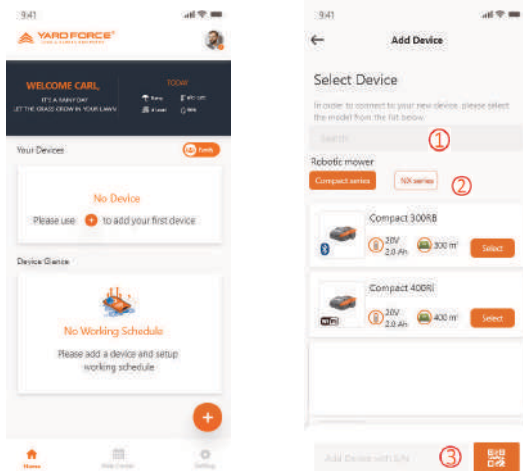 9:41
YARD FORCE®
WELCOME CARL,
IT'S A RAINY DAY
LET THE GRASS GROW IN YOUR LAWN
TODAY
Your Devices
No Device
Please use + to add your first device
Device Glance
No Working Schedule
Please add a device and setup
working schedule
+
Home
Setting
9:41
Add Device
Select Device
In order to connect to your new device, please select
the model from the list below.
Search
①
Robotic mower
Compact series
NX series
②
Compact 300RB
20V
2.0 Ah
300 m²
Select
Compact 400Ri
WiFi
20V
2.0 Ah
400 m²
Select
Add Device with S/N
③